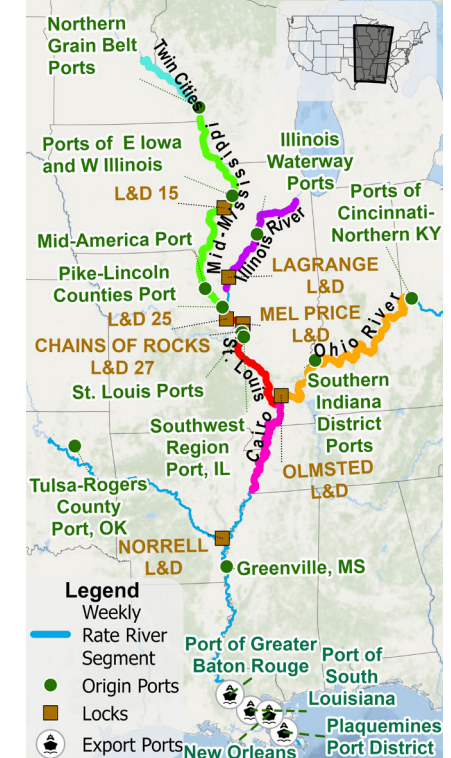 Northern
Grain Belt
Ports
Twin Cities
Ports of E Iowa
and W Illinois
Illinois
Waterway
Ports
L&D 15
Mid-Mississippi
Ports of
Cincinnati-
Northern KY
Mid-America Port
Illinois River
Pike-Lincoln
Counties Port
LAGRANGE
L&D
L&D 25
MEL PRICE
L&D
Ohio River
CHAINS OF ROCKS
L&D 27
St. Louis
St. Louis Ports
Southern
Indiana
District
Ports
Southwest
Region
Port, IL
Cairo
OLMSTED
L&D
Tulsa-Rogers
County
Port, OK
NORRELL
L&D
Greenville, MS
Legend
Weekly
Rate River
Segment
Origin Ports
Locks
Export Ports
Port of Greater
Baton Rouge
Port of
South
Louisiana
Plaquemines
Port District
New Orleans